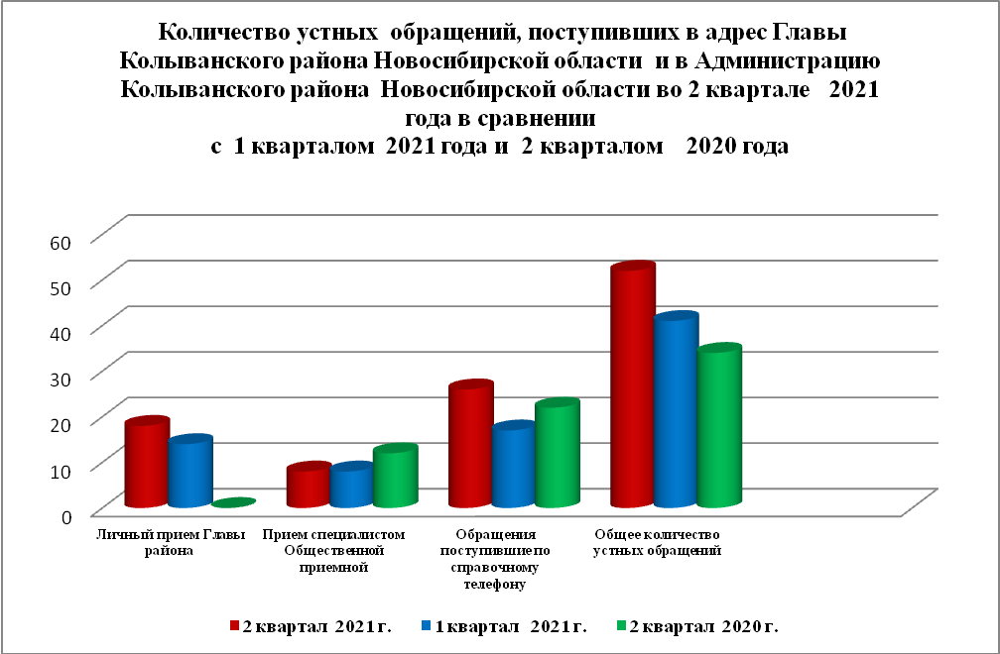 Количество устных обращений, поступивших в адрес Главы
Колыванского района Новосибирской области и в Администрацию
Колыванского района Новосибирской области во 2 квартале 2021
года в сравнении
с 1 кварталом 2021 года и 2 кварталом 2020 года
60
50
40
30
20
10
0
Личный прием Главы
района
Прием специалистом
Общественной
приемной
Обращения
поступившие по
справочному
телефону
Общее количество
устных обращений
2 квартал 2021 г.
1 квартал 2021 г.
2 квартал 2020 г.